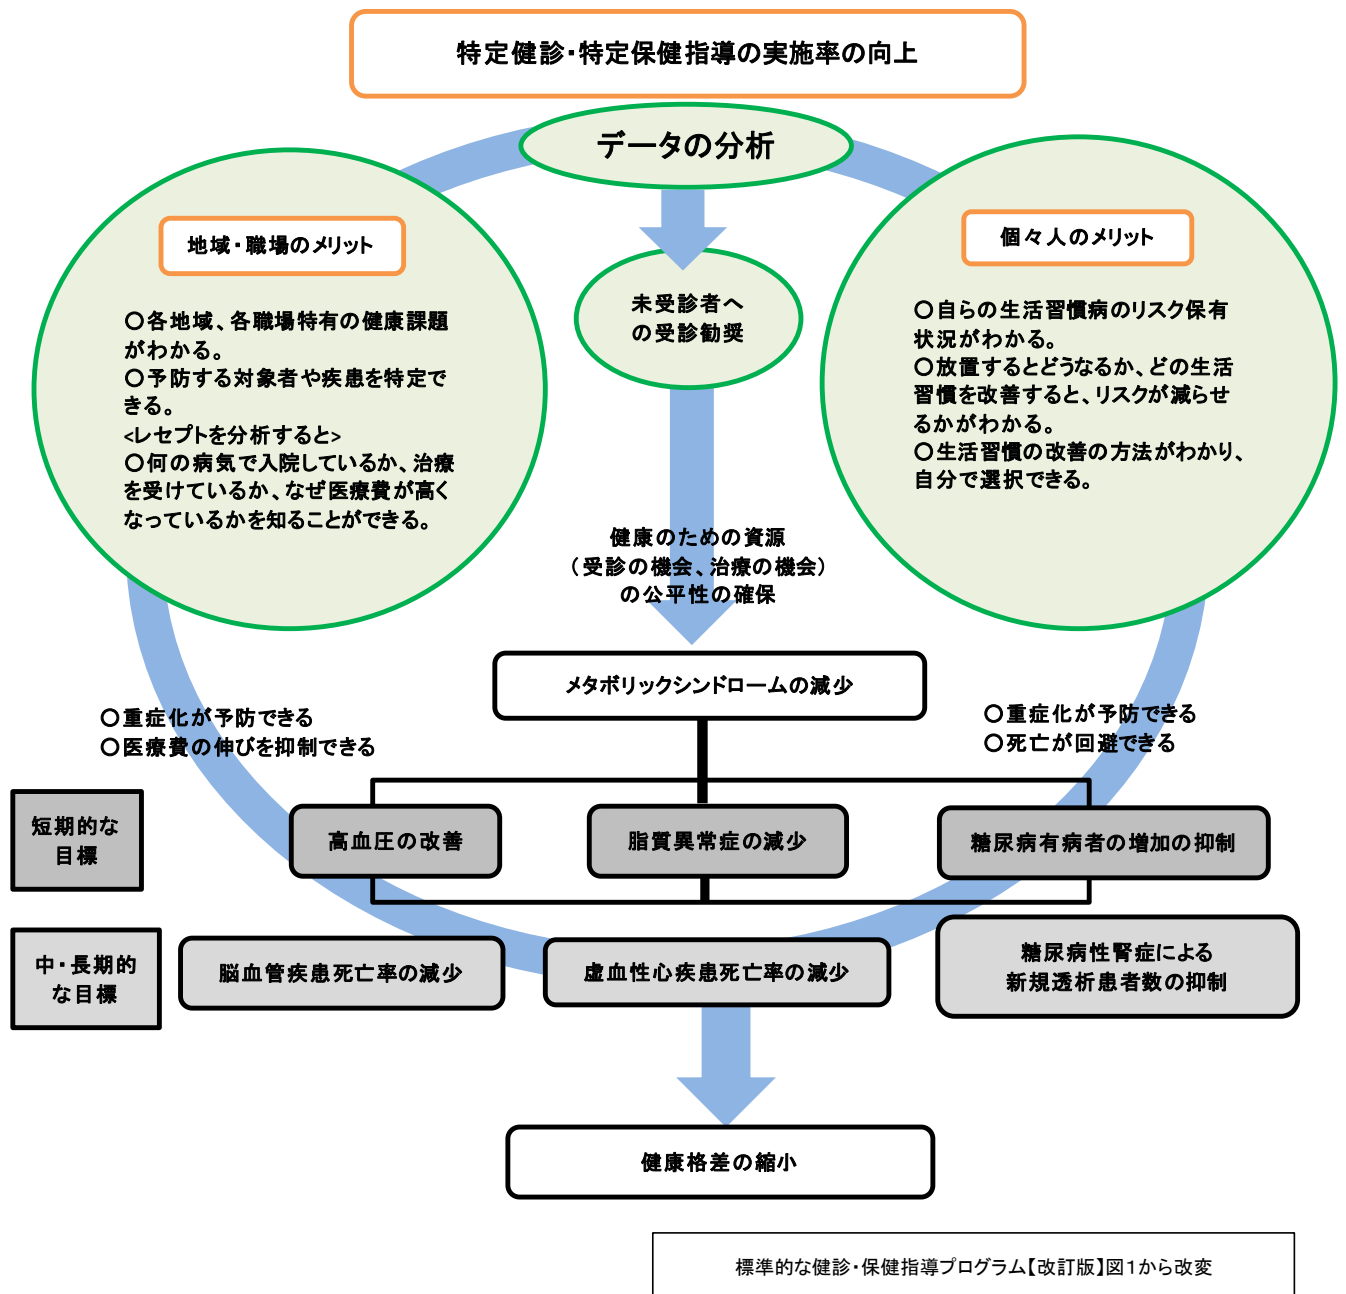 特定健診・特定保健指導の実施率の向上
データの分析
地域・職場のメリット
○各地域、各職場特有の健康課題
がわかる。
○予防する対象者や疾患を特定で
きる。
<レセプトを分析すると>
○何の病気で入院しているか、治療
を受けているか、なぜ医療費が高く
なっているかを知ることができる。
未受診者へ
の受診勧奨
個々人のメリット
○自らの生活習慣病のリスク保有
状況がわかる。
○放置するとどうなるか、どの生活
習慣を改善すると、リスクが減らせ
るかがわかる。
○生活習慣の改善の方法がわかり、
自分で選択できる。
健康のための資源
（受診の機会、治療の機会）
の公平性の確保
メタボリックシンドロームの減少
○重症化が予防できる
○医療費の伸びを抑制できる
○重症化が予防できる
○死亡が回避できる
短期的な
目標
高血圧の改善
脂質異常症の減少
糖尿病有病者の増加の抑制
中・長期的
な目標
脳血管疾患死亡率の減少
虚血性心疾患死亡率の減少
糖尿病性腎症による
新規透析患者数の抑制
健康格差の縮小
標準的な健診・保健指導プログラム【改訂版】図1から改変